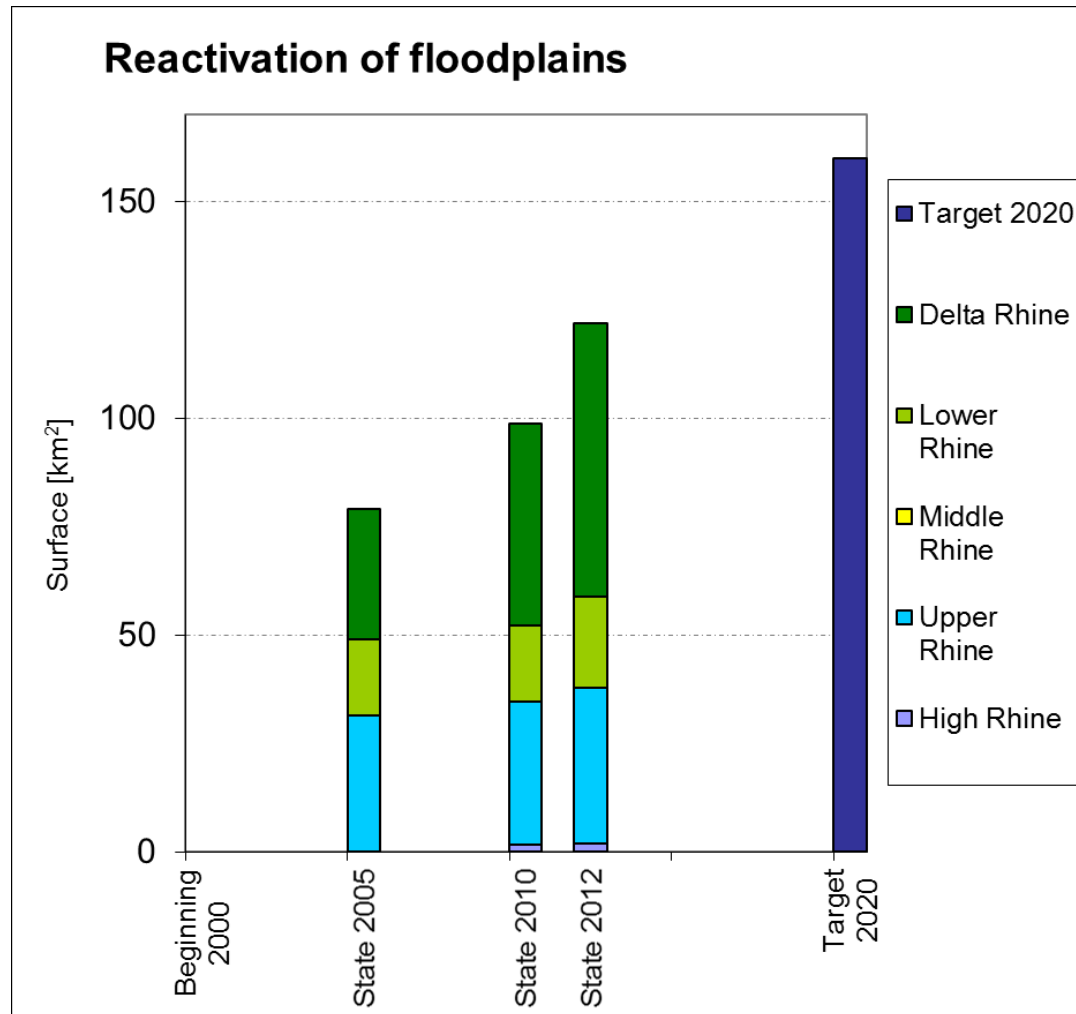 Reactivation of floodplains
Surface [km²]
150
100
50
0
Beginning
2000
State 2005
State 2010
State 2012
Target
2020
Target 2020
Delta Rhine
Lower
Rhine
Middle
Rhine
Upper
Rhine
High Rhine